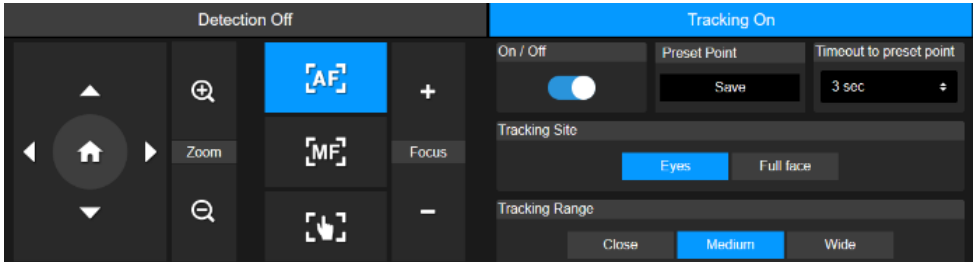 Detection Off
Tracking On
AF
MF
Zoom
Focus
On / Off
Preset Point
Timeout to preset point
Save
3 sec
Tracking Site
Eyes
Full face
Tracking Range
Close
Medium
Wide